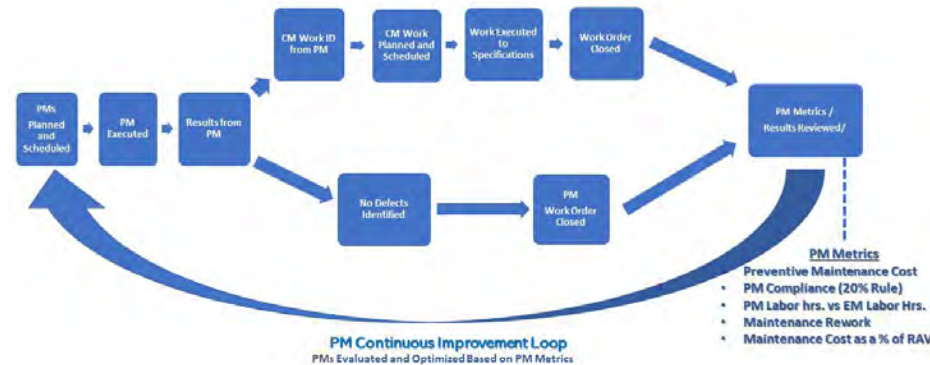 CM Work ID
from PM
CM Work
Planned and
Scheduled
Work Executed
to
Specifications
Work Order
Closed
PMs
Planned
and
Scheduled
PM
Executed
Results from
PM
PM Metrics /
Results Reviewed/
No Defects
Identified
PM
Work Order
Closed
PM Metrics
Preventive Maintenance Cost
• PM Compliance (20% Rule)
• PM Labor hrs. vs EM Labor Hrs.
• Maintenance Rework
• Maintenance Cost as a % of RAV
PM Continuous Improvement Loop
PMs Evaluated and Optimized Based on PM Metrics